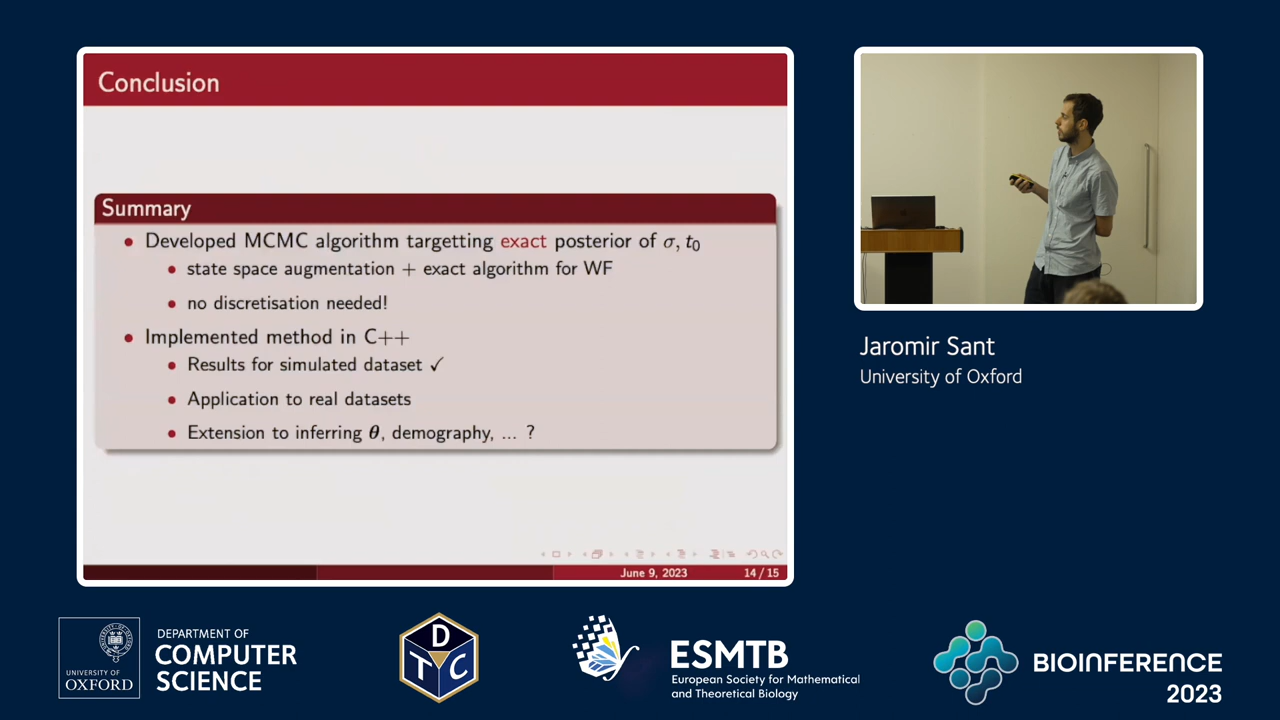 Conclusion
Summary
• Developed MCMC algorithm targetting exact posterior of σ, t₀
• state space augmentation + exact algorithm for WF
• no discretisation needed!
• Implemented method in C++
• Results for simulated dataset ✓
• Application to real datasets
• Extension to inferring θ, demography, ... ?
June 9, 2023
14 / 15
Jaromir Sant
University of Oxford
UNIVERSITY OF
OXFORD
DEPARTMENT OF
COMPUTER
SCIENCE
D
T C
ESMTB
European Society for Mathematical
and Theoretical Biology
BIOINFERENCE
2023